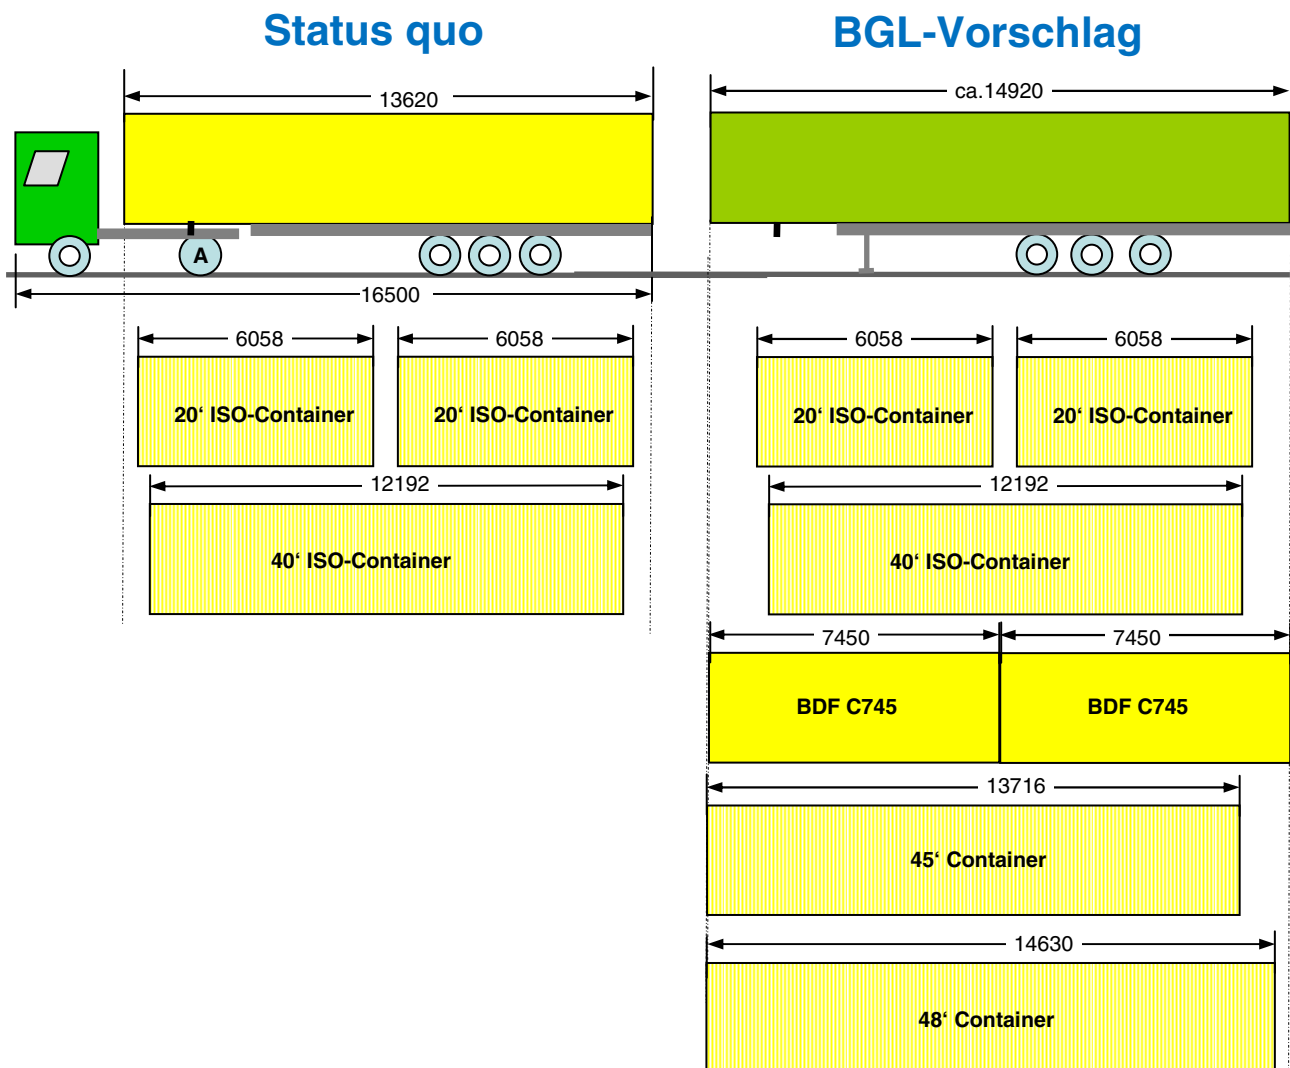 Status quo
BGL-Vorschlag
13620
ca.14920
A
16500
6058
6058
6058
6058
20‘ ISO-Container
20‘ ISO-Container
20‘ ISO-Container
20‘ ISO-Container
12192
12192
40‘ ISO-Container
40‘ ISO-Container
7450
7450
BDF C745
BDF C745
13716
45‘ Container
14630
48‘ Container